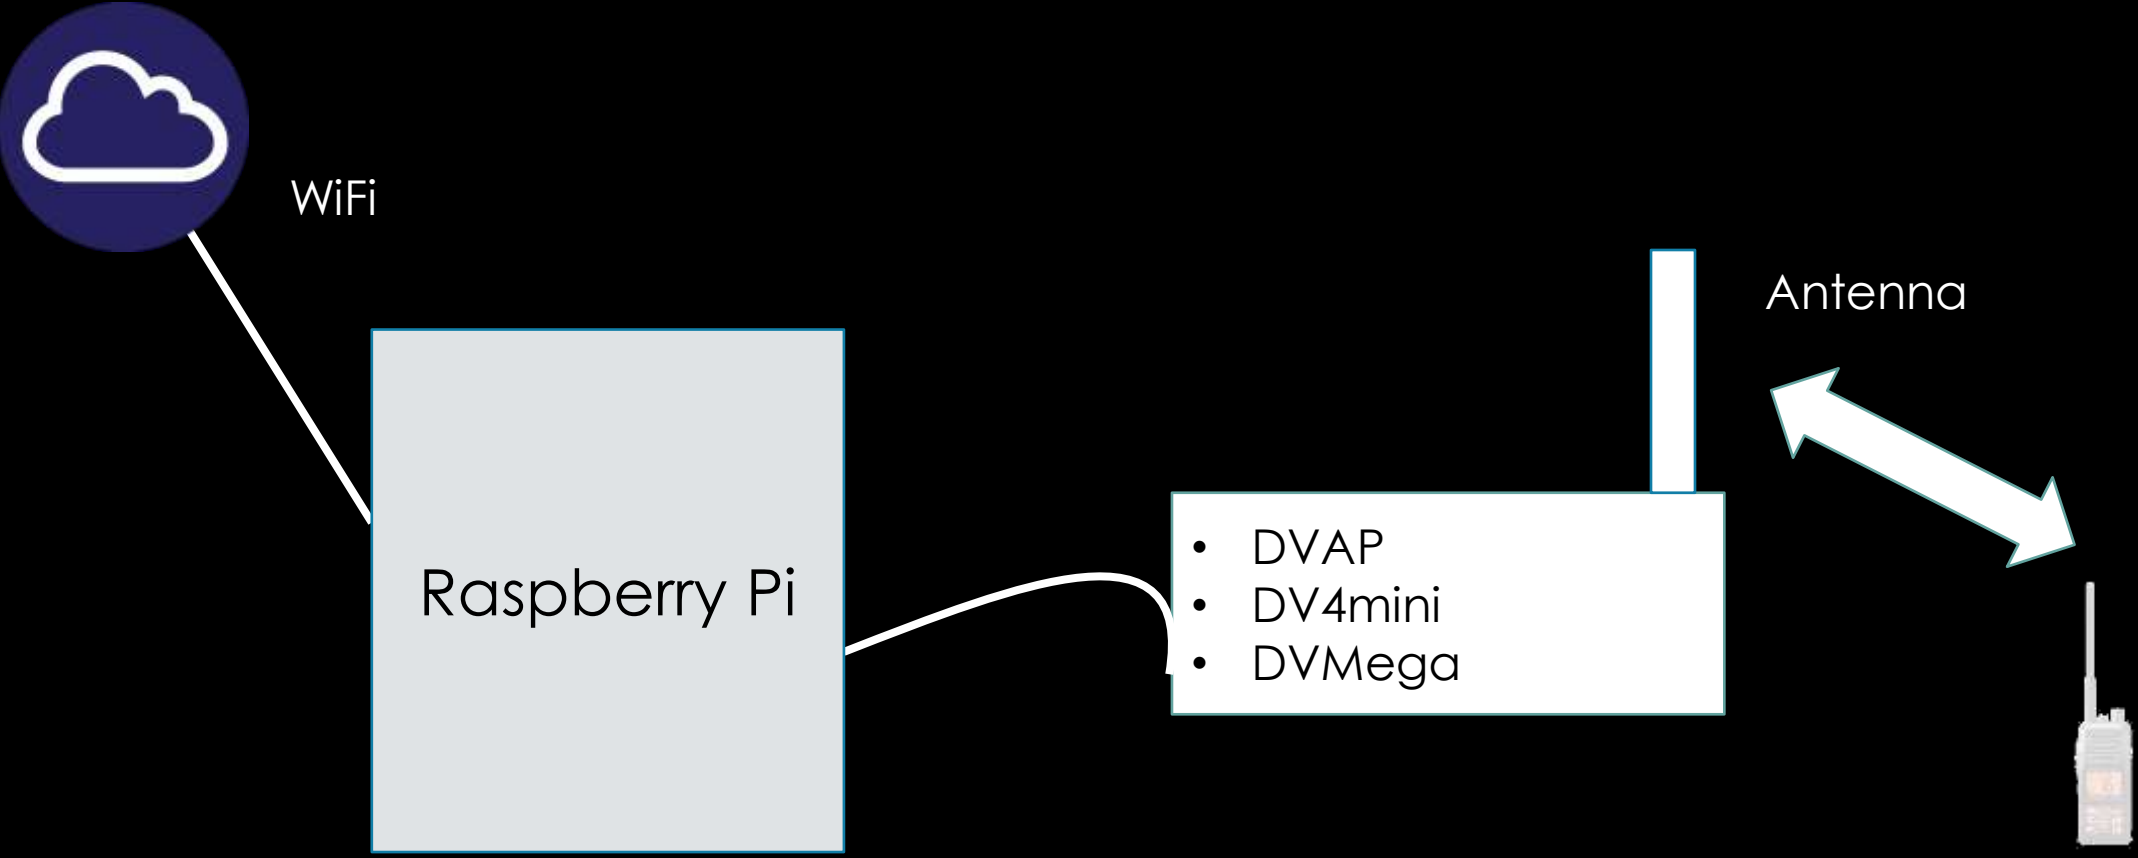 WiFi
Antenna
Raspberry Pi
• DVAP
• DV4mini
• DVMega